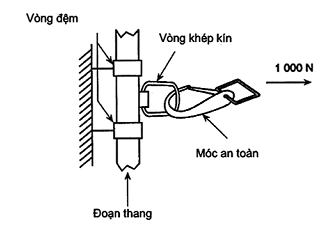 Vòng đệm
Vòng khép kín
1 000 N
Móc an toàn
Đoạn thang